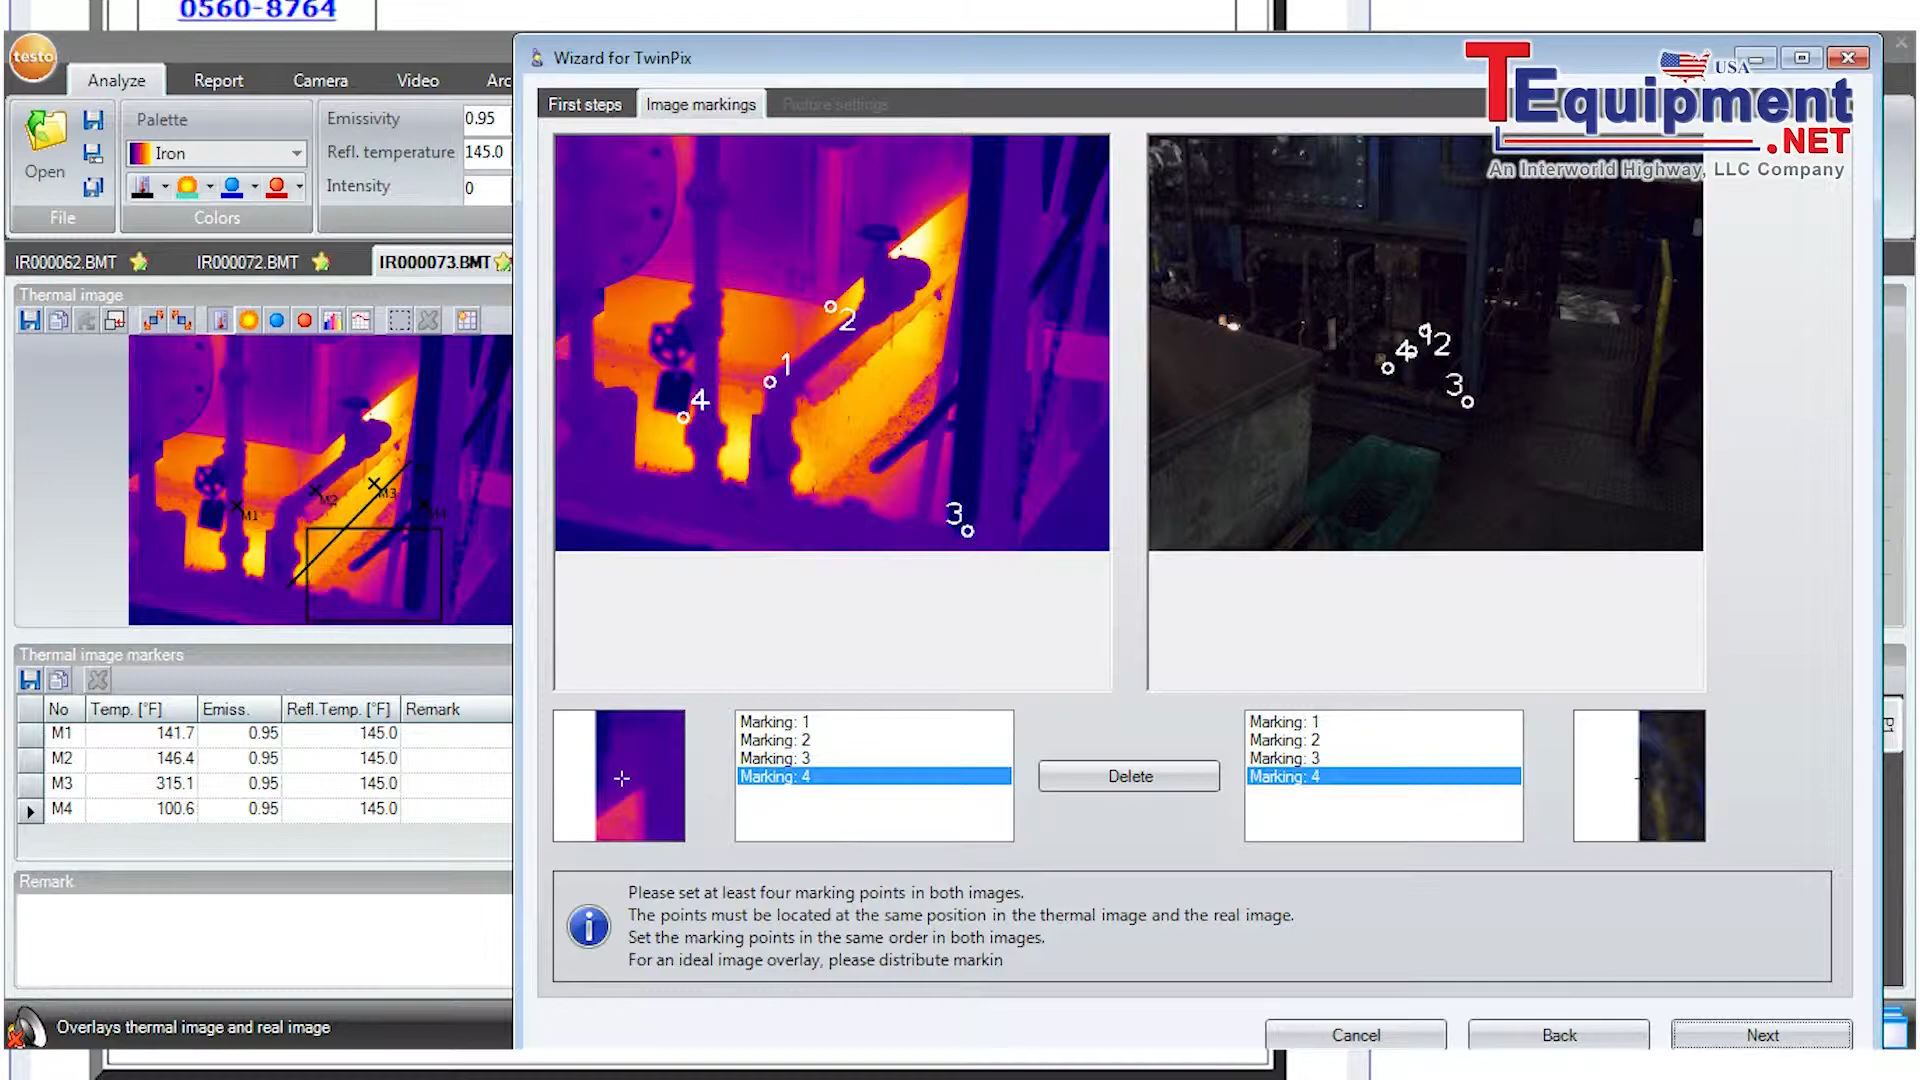 0560-8764
testo
Analyze
Report
Camera
Video
Arc
Open
File
Palette
Iron
Colors
Emissivity
0.95
Refl. temperature
145.0
Intensity
0
IR000062.BMT
IR000072.BMT
IR000073.BMT
Thermal image
M1
M2
M3
M4
Thermal image markers
No
Temp. [°F]
Emiss.
Refl.Temp. [°F]
Remark
M1
141.7
0.95
145.0
M2
146.4
0.95
145.0
M3
315.1
0.95
145.0
M4
100.6
0.95
145.0
Remark
Overlays thermal image and real image
Wizard for TwinPix
First steps
Image markings
Picture settings
USA
TEquipment
.NET
An Interworld Highway, LLC Company
1
2
3
4
4
2
3
Marking: 1
Marking: 2
Marking: 3
Marking: 4
Delete
Marking: 1
Marking: 2
Marking: 3
Marking: 4
Please set at least four marking points in both images.
The points must be located at the same position in the thermal image and the real image.
Set the marking points in the same order in both images.
For an ideal image overlay, please distribute markin
Cancel
Back
Next